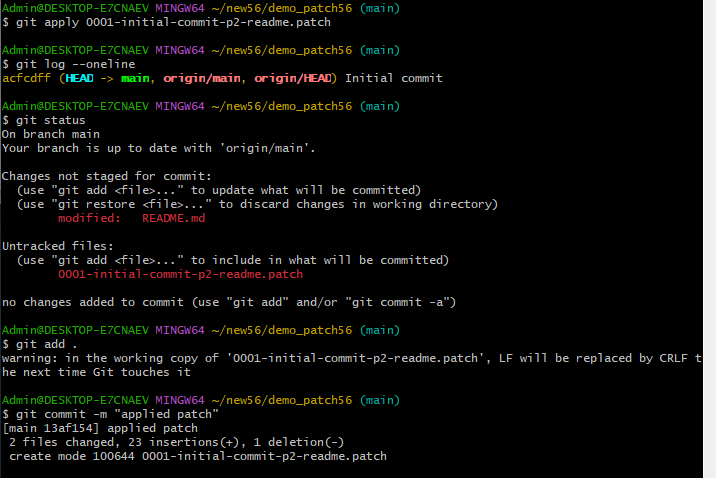 Admin@DESKTOP-E7CNAEV MINGW64 ~/new56/demo_patch56 (main)
$ git apply 0001-initial-commit-p2-readme.patch
Admin@DESKTOP-E7CNAEV MINGW64 ~/new56/demo_patch56 (main)
$ git log --oneline
acfcdff (HEAD -> main, origin/main, origin/HEAD) Initial commit
Admin@DESKTOP-E7CNAEV MINGW64 ~/new56/demo_patch56 (main)
$ git status
On branch main
Your branch is up to date with 'origin/main'.
Changes not staged for commit:
  (use "git add <file>..." to update what will be committed)
  (use "git restore <file>..." to discard changes in working directory)
        modified:   README.md
Untracked files:
  (use "git add <file>..." to include in what will be committed)
        0001-initial-commit-p2-readme.patch
no changes added to commit (use "git add" and/or "git commit -a")
Admin@DESKTOP-E7CNAEV MINGW64 ~/new56/demo_patch56 (main)
$ git add .
warning: in the working copy of '0001-initial-commit-p2-readme.patch', LF will be replaced by CRLF t
he next time Git touches it
Admin@DESKTOP-E7CNAEV MINGW64 ~/new56/demo_patch56 (main)
$ git commit -m "applied patch"
[main 13af154] applied patch
 2 files changed, 23 insertions(+), 1 deletion(-)
 create mode 100644 0001-initial-commit-p2-readme.patch